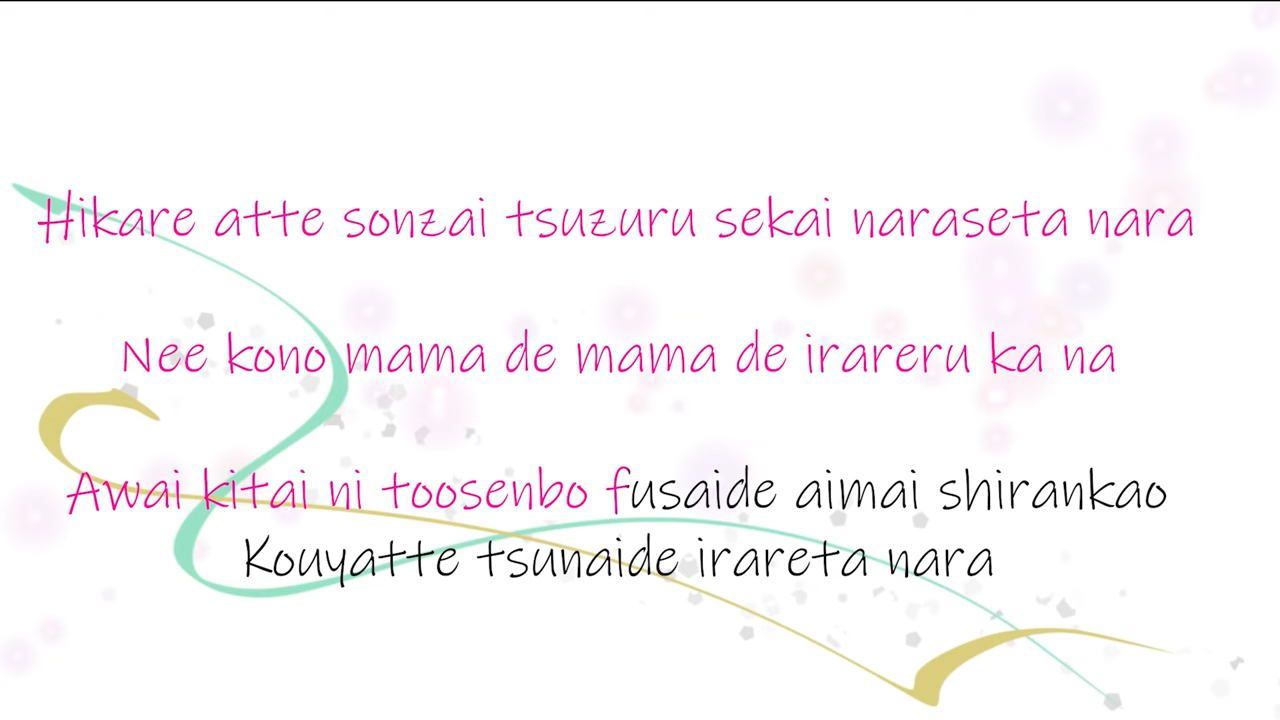 Hikare atte sonzai tsuzuru sekai naraseta nara
Nee kono mama de mama de irareru ka na
Awai kitai ni toosenbo fusaide aimai shirankao
Kouyatte tsunaide irareta nara